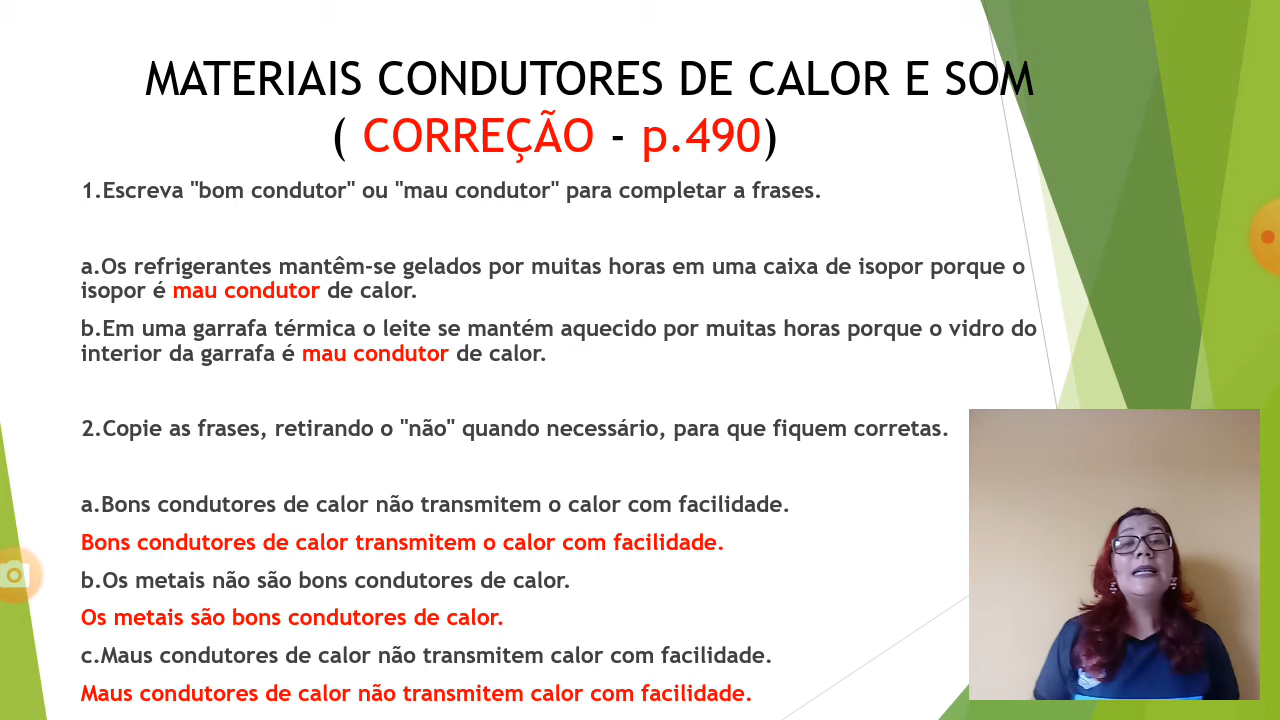 MATERIAIS CONDUTORES DE CALOR E SOM
( CORREÇÃO - p.490)
1.Escreva "bom condutor" ou "mau condutor" para completar a frases.
a.Os refrigerantes mantêm-se gelados por muitas horas em uma caixa de isopor porque o
isopor é mau condutor de calor.
b.Em uma garrafa térmica o leite se mantém aquecido por muitas horas porque o vidro do
interior da garrafa é mau condutor de calor.
2.Copie as frases, retirando o "não" quando necessário, para que fiquem corretas.
a.Bons condutores de calor não transmitem o calor com facilidade.
Bons condutores de calor transmitem o calor com facilidade.
b.Os metais não são bons condutores de calor.
Os metais são bons condutores de calor.
c.Maus condutores de calor não transmitem calor com facilidade.
Maus condutores de calor não transmitem calor com facilidade.